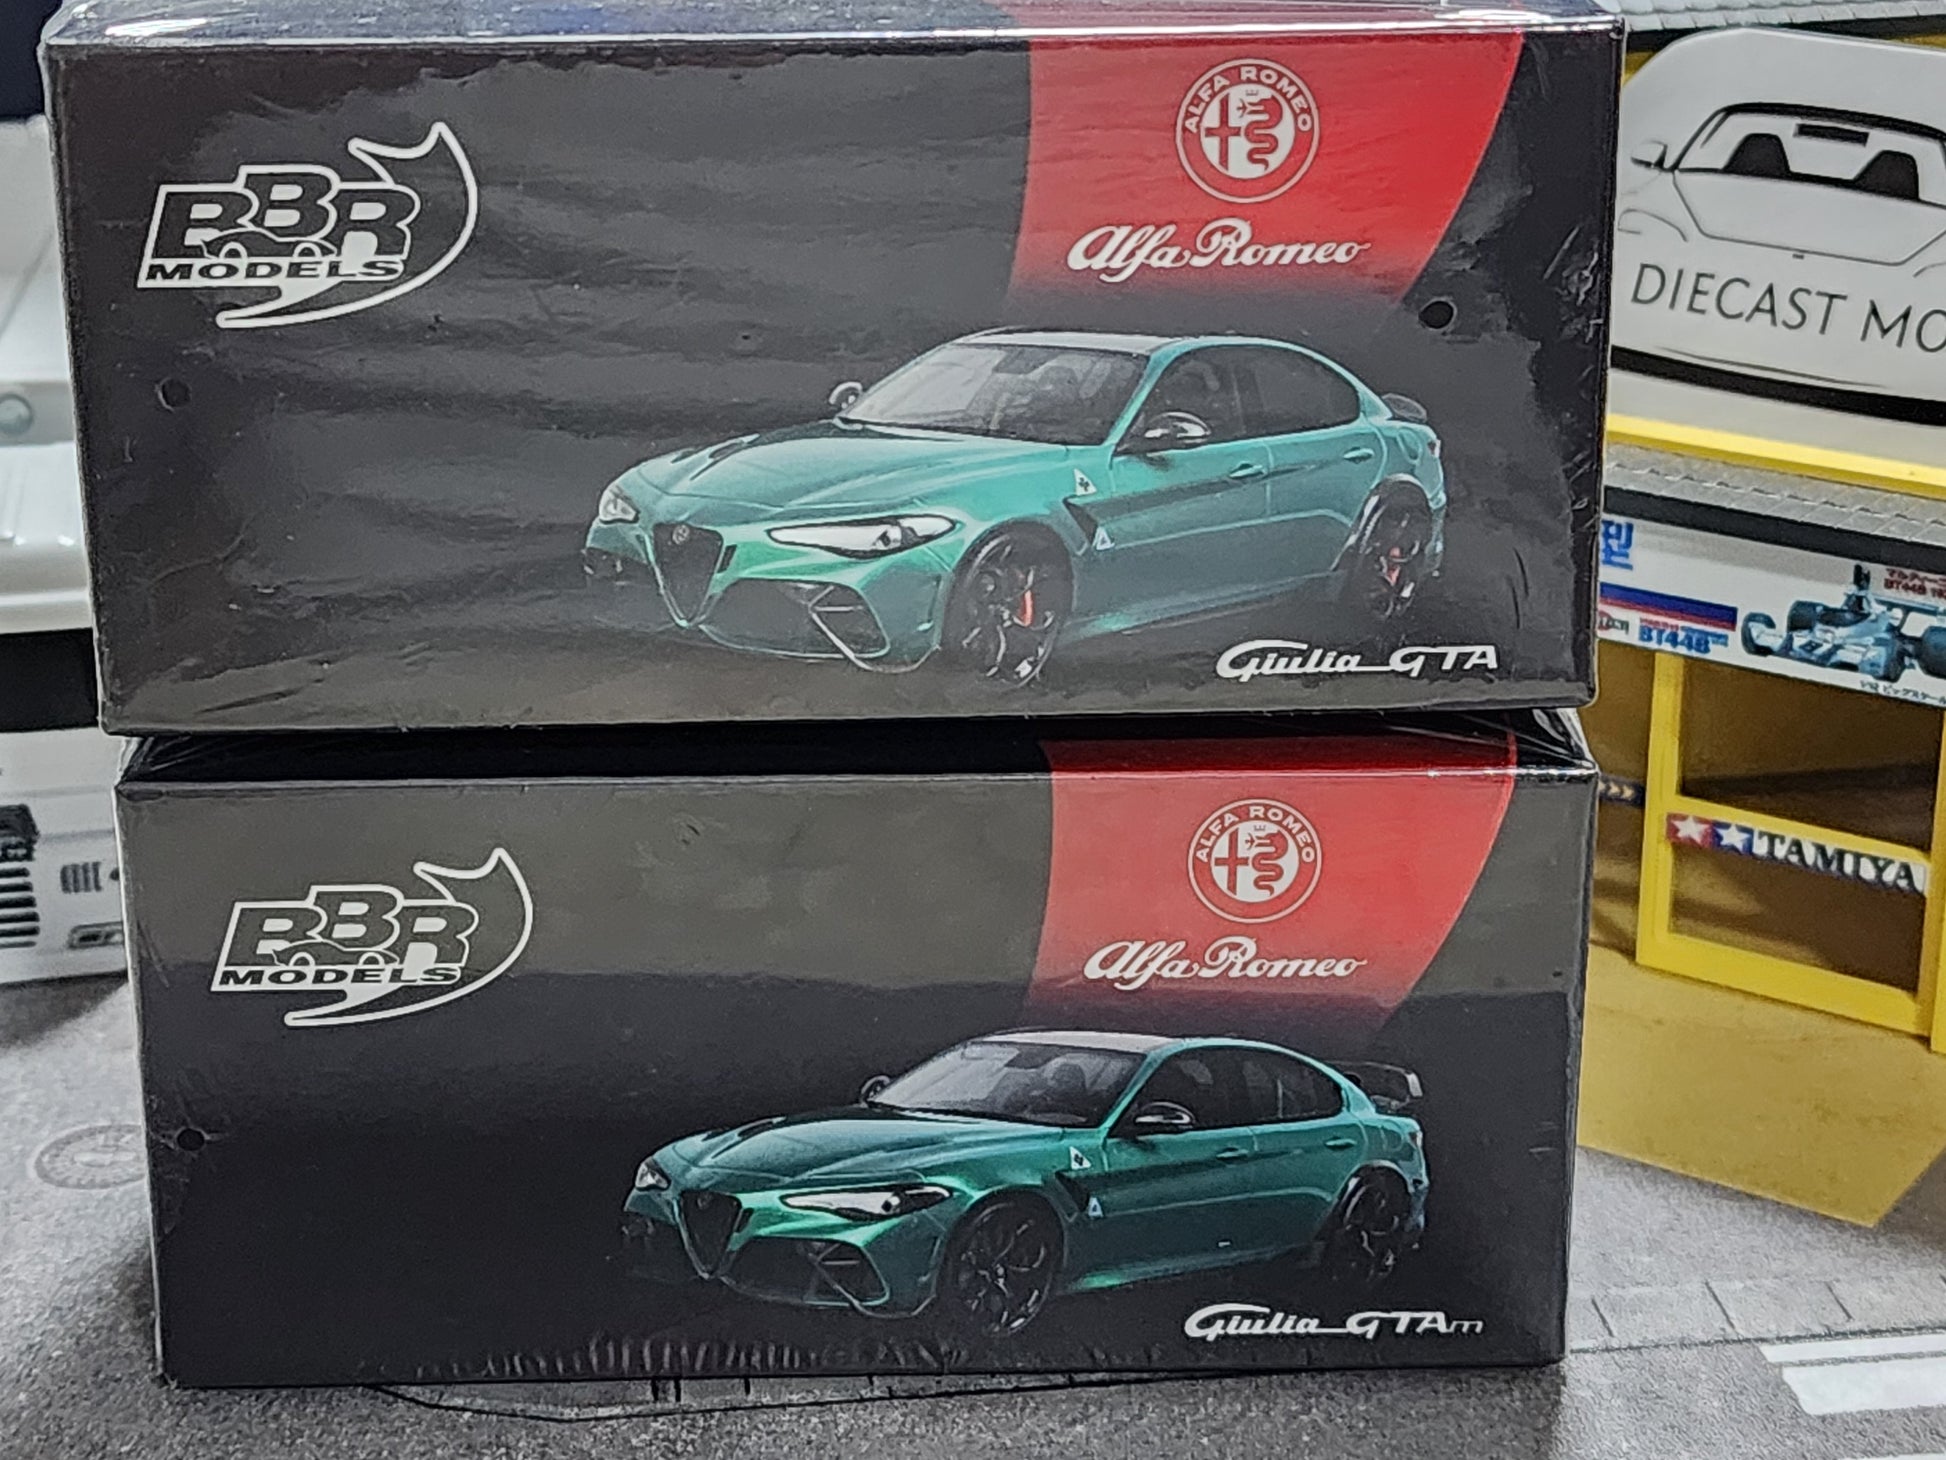 BBR
MODELS
ALFA ROMEO
Alfa Romeo
Giulia GTA
BBR
MODELS
ALFA ROMEO
Alfa Romeo
Giulia GTAm
DIECAST MO
BT44B
TAMIYA